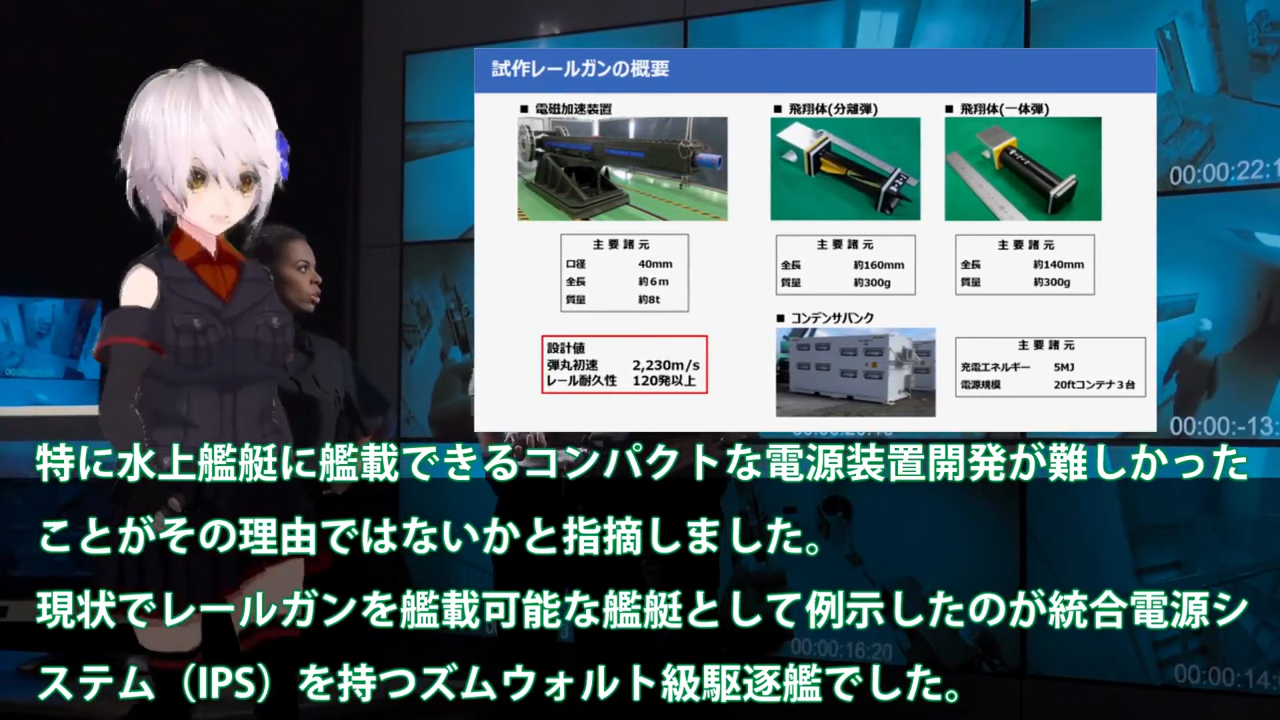 試作レールガンの概要
■ 電磁加速装置
■ 飛翔体(分離弾)
■ 飛翔体(一体弾)
主要諸元
口径 40mm
全長 約6m
質量 約8t
主要諸元
全長 約160mm
質量 約300g
主要諸元
全長 約140mm
質量 約300g
設計値
弾丸初速 2,230m/s
レール耐久性 120発以上
■ コンデンサバンク
主要諸元
充電エネルギー 5MJ
電源規模 20ftコンテナ3台
00:00:22:1
00:00:-13:
特に水上艦艇に艦載できるコンパクトな電源装置開発が難しかった
ことがその理由ではないかと指摘しました。
現状でレールガンを艦載可能な艦艇として例示したのが統合電源シ
ステム（IPS）を持つズムウォルト級駆逐艦でした。
00:00:16:20
00:00:14: